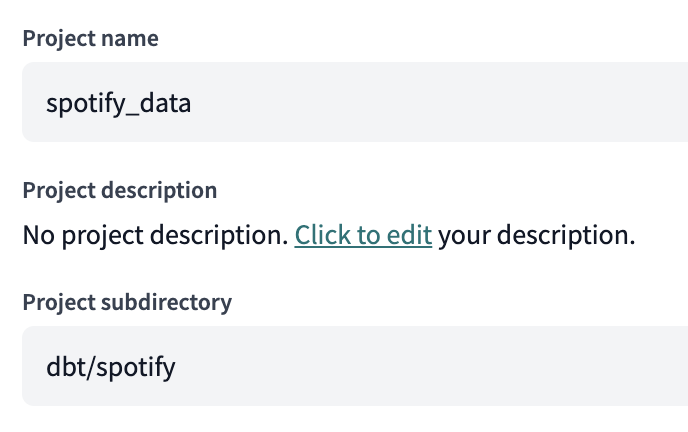 Project name
spotify_data
Project description
No project description. Click to edit your description.
Project subdirectory
dbt/spotify